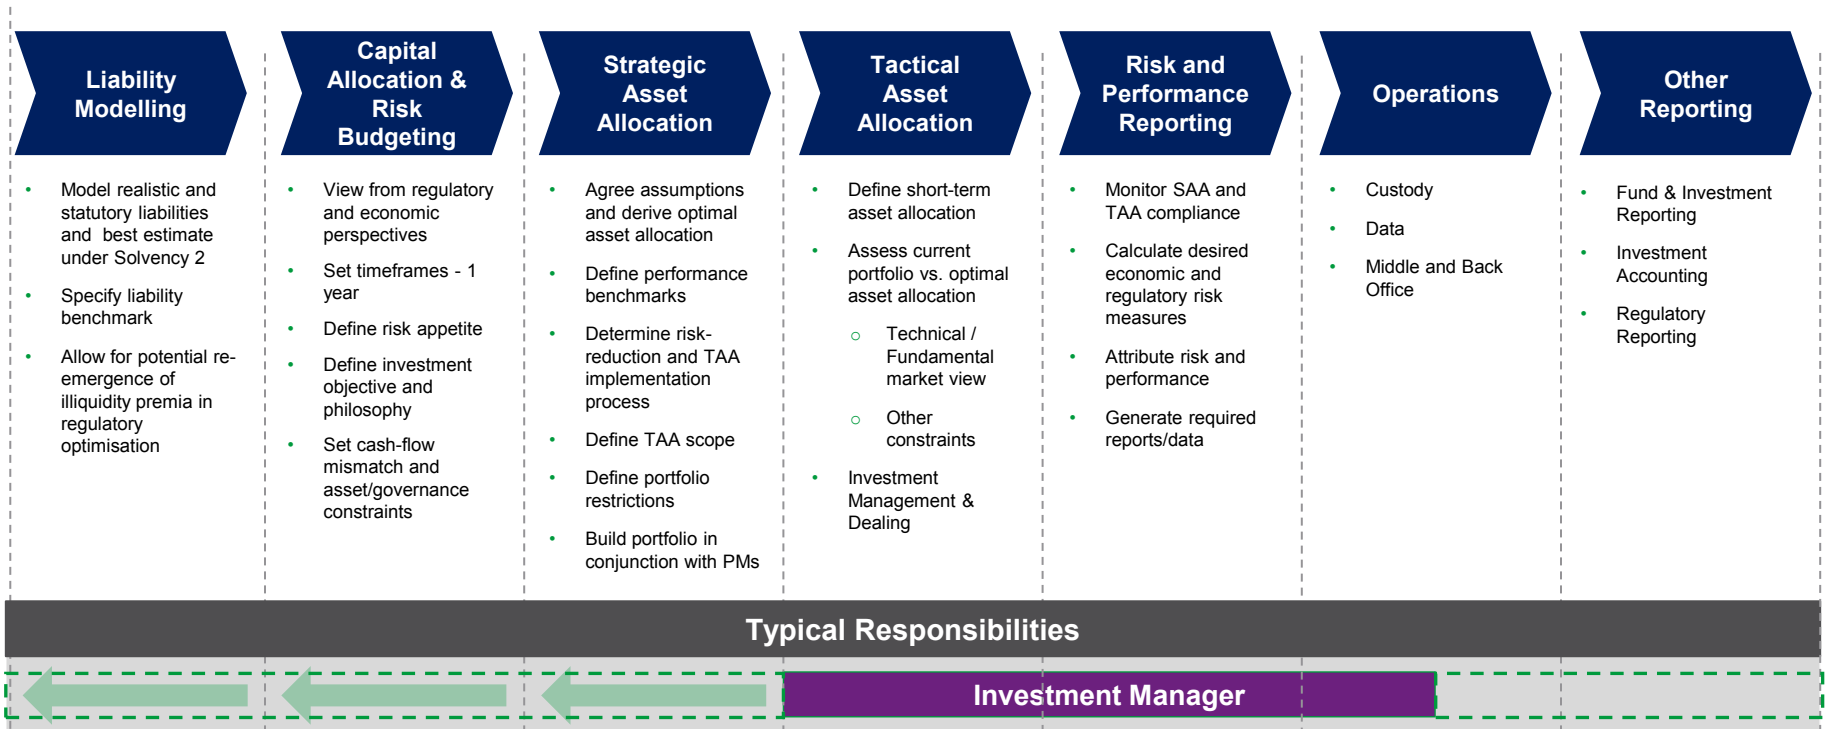 Liability
Modelling
Capital
Allocation &
Risk
Budgeting
Strategic
Asset
Allocation
Tactical
Asset
Allocation
Risk and
Performance
Reporting
Operations
Other
Reporting
• Model realistic and
statutory liabilities
and best estimate
under Solvency 2
• Specify liability
benchmark
• Allow for potential re-
emergence of
illiquidity premia in
regulatory
optimisation
• View from regulatory
and economic
perspectives
• Set timeframes - 1
year
• Define risk appetite
• Define investment
objective and
philosophy
• Set cash-flow
mismatch and
asset/governance
constraints
• Agree assumptions
and derive optimal
asset allocation
• Define performance
benchmarks
• Determine risk-
reduction and TAA
implementation
process
• Define TAA scope
• Define portfolio
restrictions
• Build portfolio in
conjunction with PMs
• Define short-term
asset allocation
• Assess current
portfolio vs. optimal
asset allocation
o Technical /
Fundamental
market view
o Other
constraints
• Investment
Management &
Dealing
• Monitor SAA and
TAA compliance
• Calculate desired
economic and
regulatory risk
measures
• Attribute risk and
performance
• Generate required
reports/data
• Custody
• Data
• Middle and Back
Office
• Fund & Investment
Reporting
• Investment
Accounting
• Regulatory
Reporting
Typical Responsibilities
Investment Manager